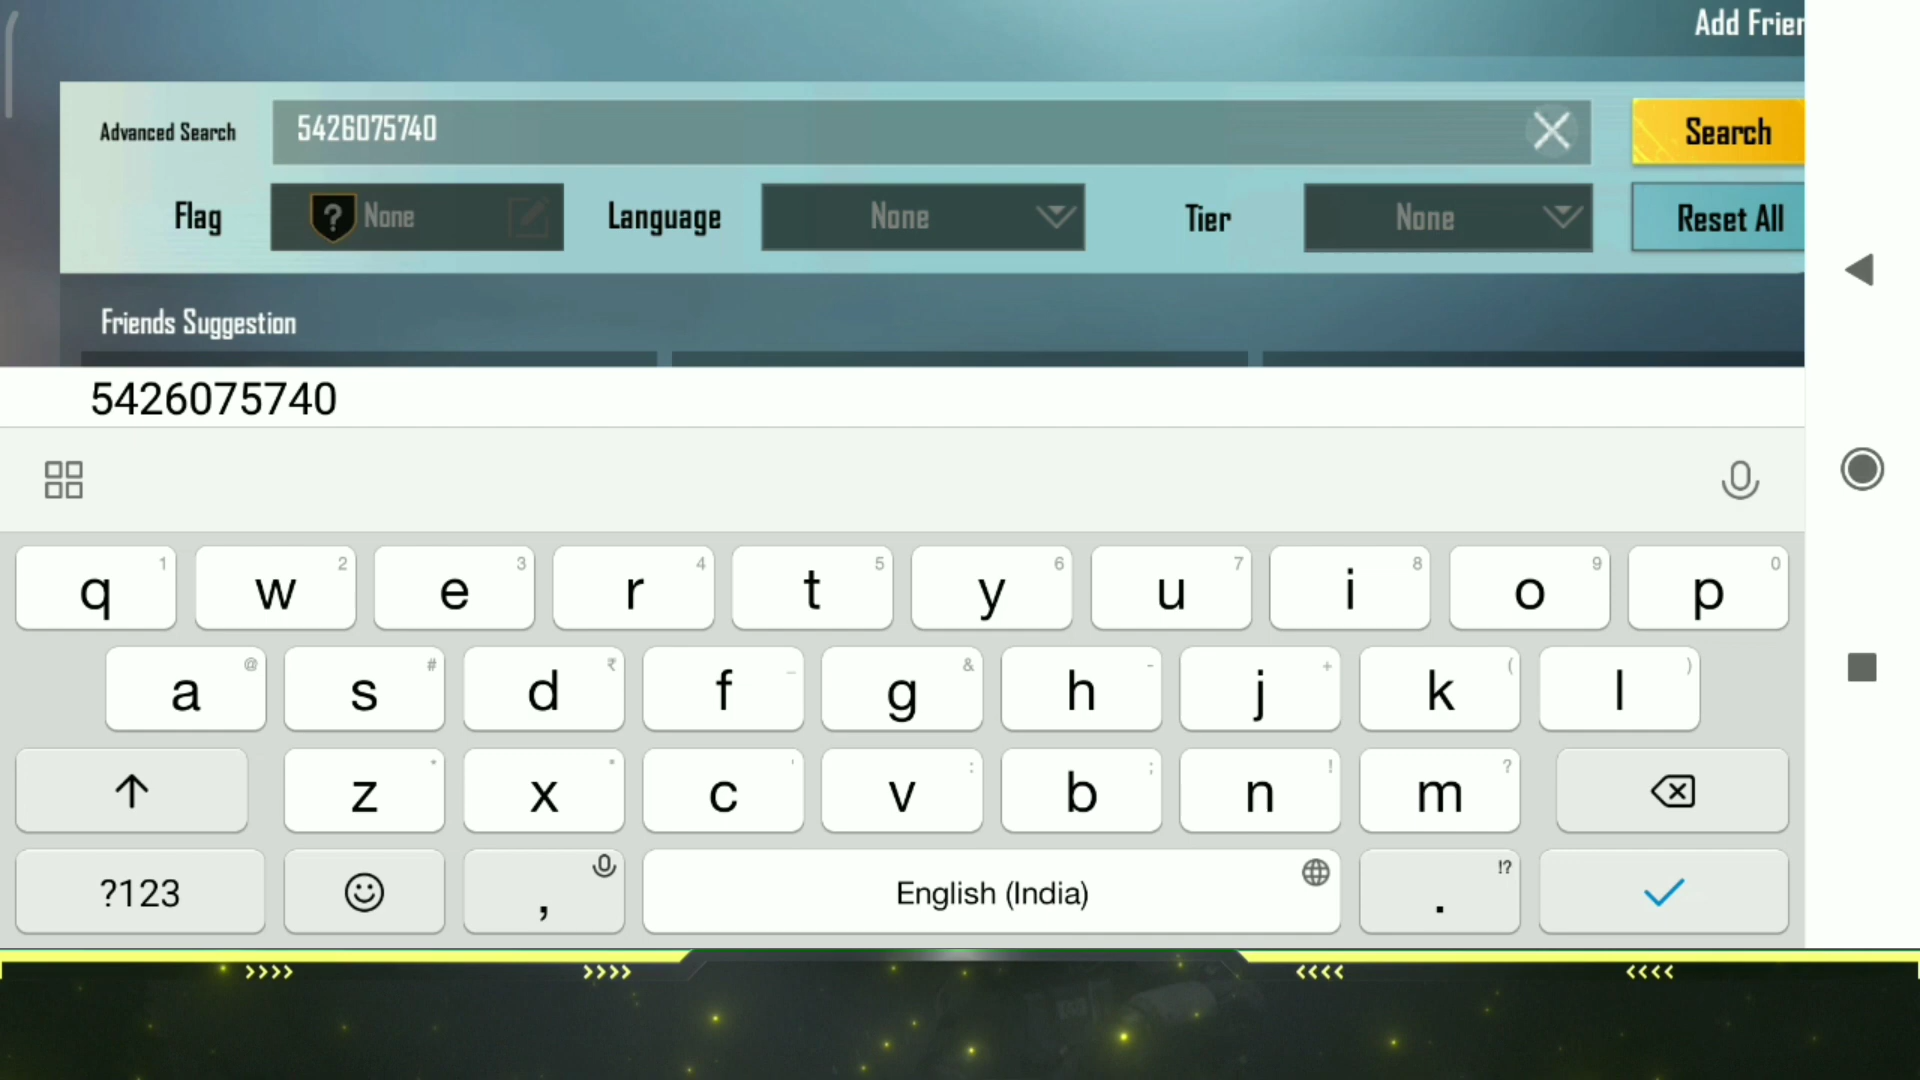 Add Frien
Advanced Search 5426075740 Search
Flag ? None Language None Tier None Reset All
Friends Suggestion
5426075740
q 1 w 2 e 3 r 4 t 5 y 6 u 7 i 8 o 9 p 0
a @ s # d ₹ f _ g & h - j + k ( l )
z * x " c ' v : b ; n ! m ?
?123 , English (India) . !?
>>>> >>>> <<<< <<<<